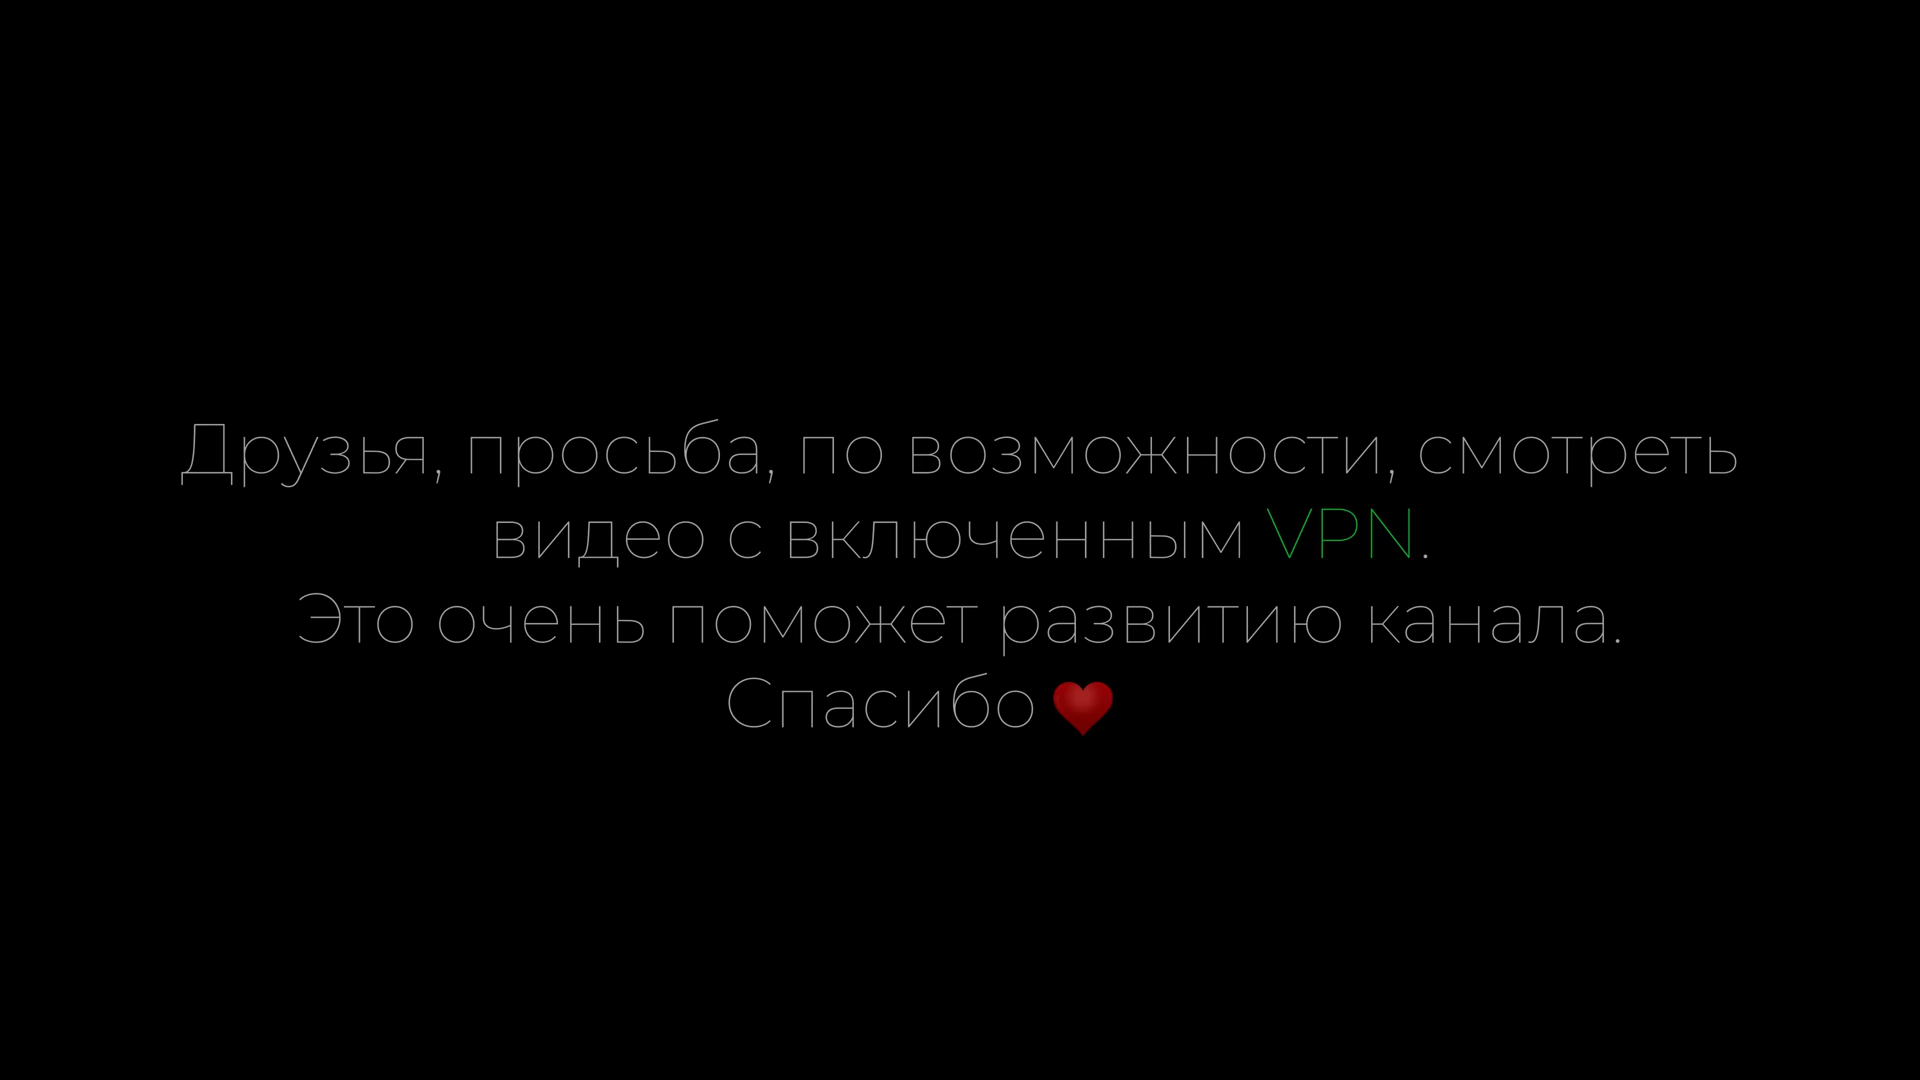 Друзья, просьба, по возможности, смотреть
видео с включенным VPN.
Это очень поможет развитию канала.
Спасибо ❤